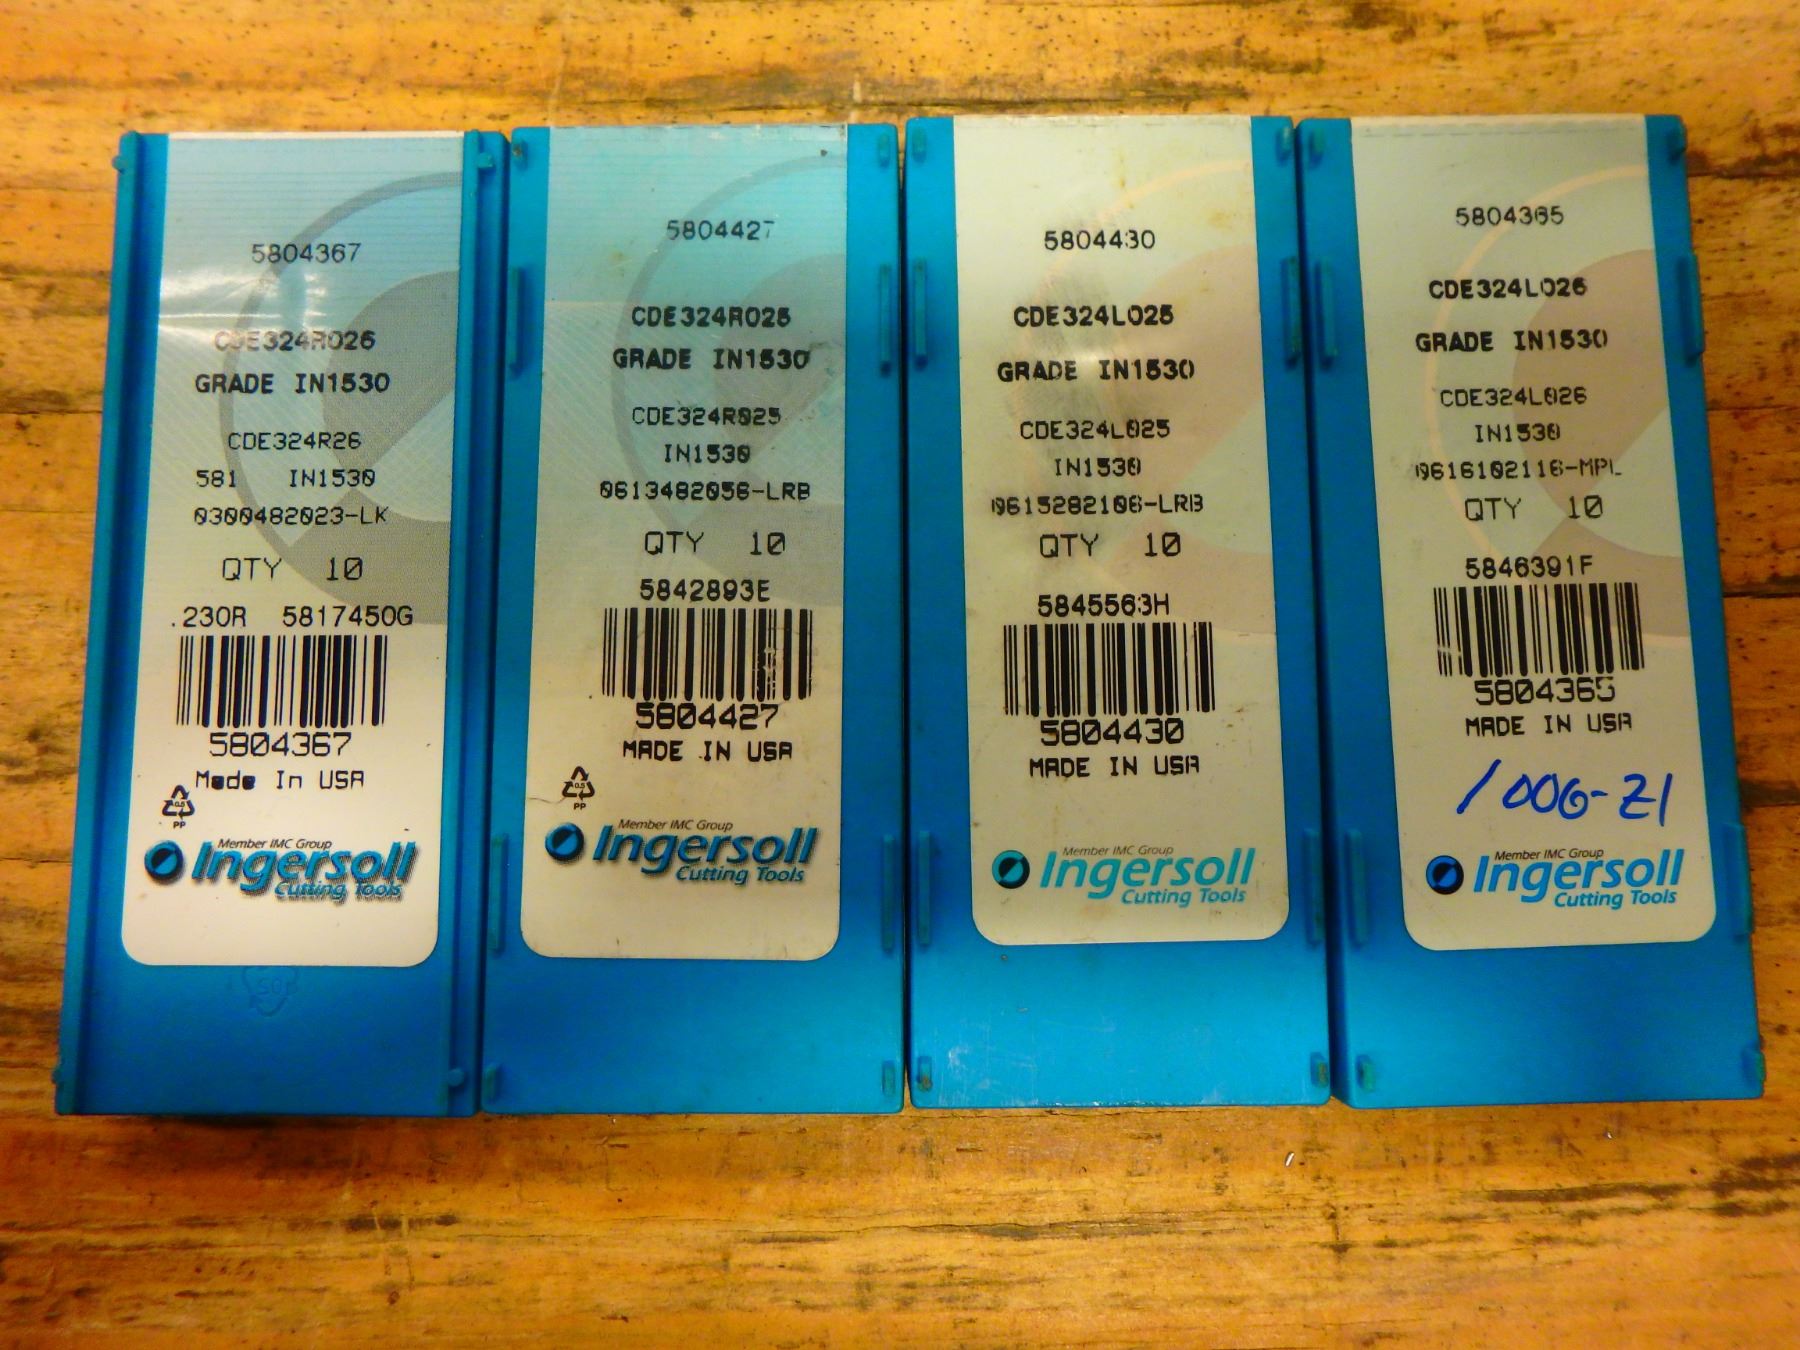 5804367
CDE324R026
GRADE IN1530
CDE324R26
581 IN1530
0300482023-LK
QTY 10
.230R 5817450G
5804367
Made In USA
05
PP
Member IMC Group
Ingersoll
Cutting Tools
5804427
CDE324R025
GRADE IN1530
CDE324R025
IN1530
0613482056-LRB
QTY 10
5842893E
5804427
MADE IN USA
05
PP
Member IMC Group
Ingersoll
Cutting Tools
5804430
CDE324L025
GRADE IN1530
CDE324L025
IN1530
0615282106-LRB
QTY 10
5845563H
5804430
MADE IN USA
Member IMC Group
Ingersoll
Cutting Tools
5804365
CDE324L026
GRADE IN1530
CDE324L026
IN1530
0616102116-MPL
QTY 10
5846391F
5804365
MADE IN USA
1006-21
Member IMC Group
Ingersoll
Cutting Tools